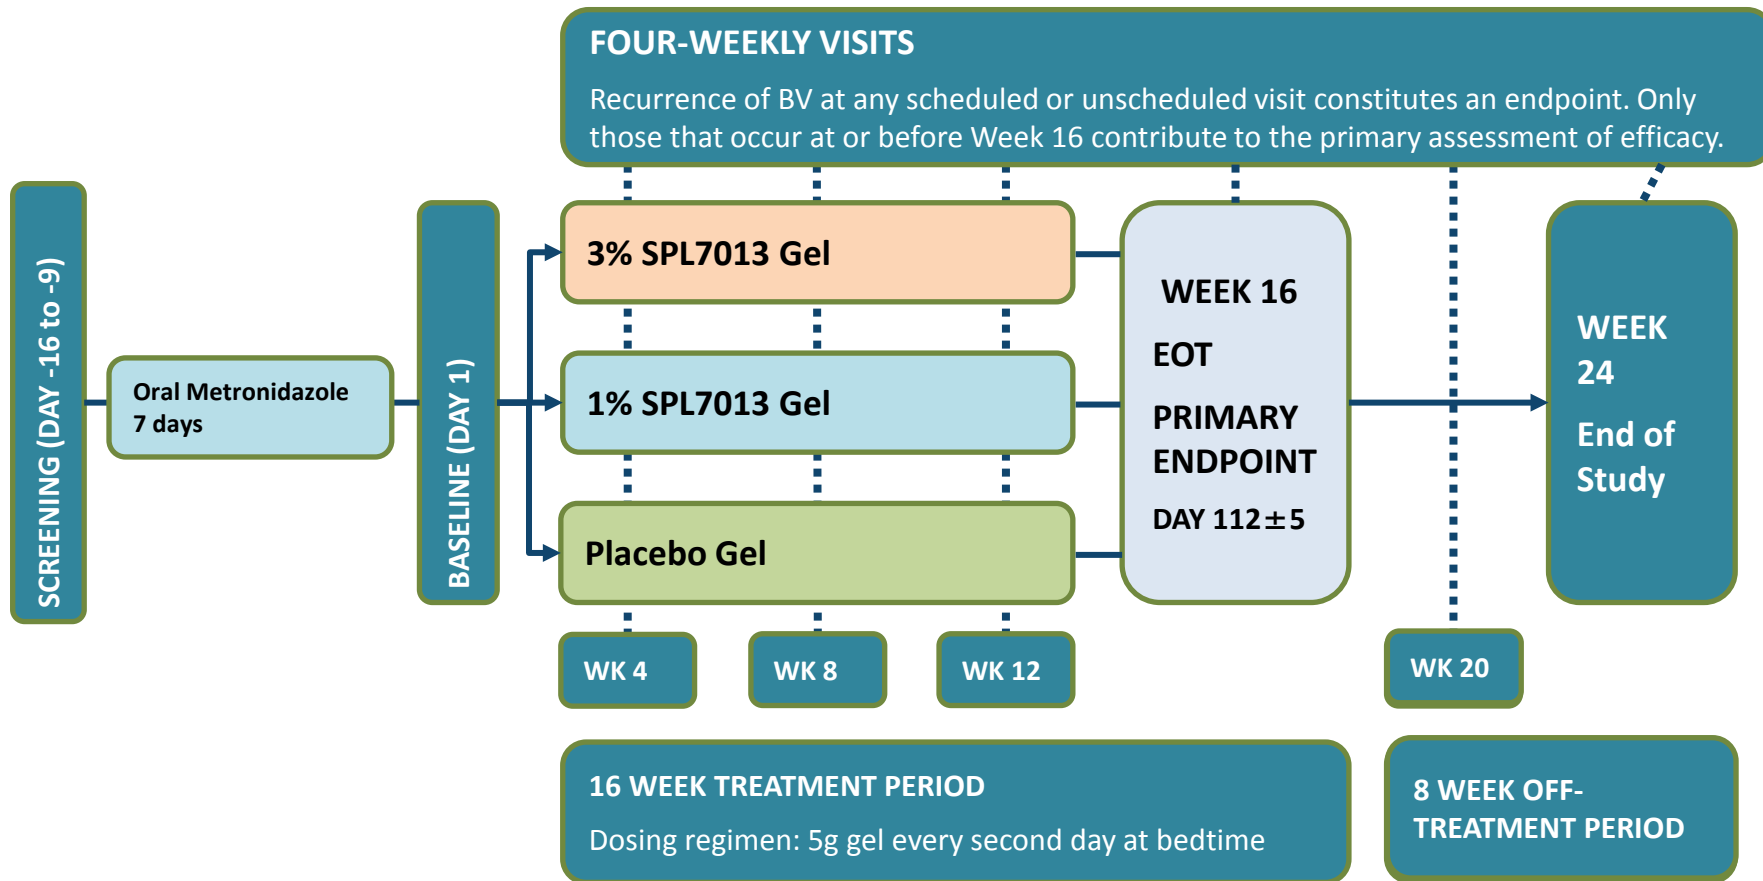 FOUR-WEEKLY VISITS
Recurrence of BV at any scheduled or unscheduled visit constitutes an endpoint. Only
those that occur at or before Week 16 contribute to the primary assessment of efficacy.
SCREENING (DAY -16 to -9)
Oral Metronidazole
7 days
BASELINE (DAY 1)
3% SPL7013 Gel
1% SPL7013 Gel
Placebo Gel
WEEK 16
EOT
PRIMARY
ENDPOINT
DAY 112±5
WEEK
24
End of
Study
WK 4
WK 8
WK 12
WK 20
16 WEEK TREATMENT PERIOD
Dosing regimen: 5g gel every second day at bedtime
8 WEEK OFF-
TREATMENT PERIOD